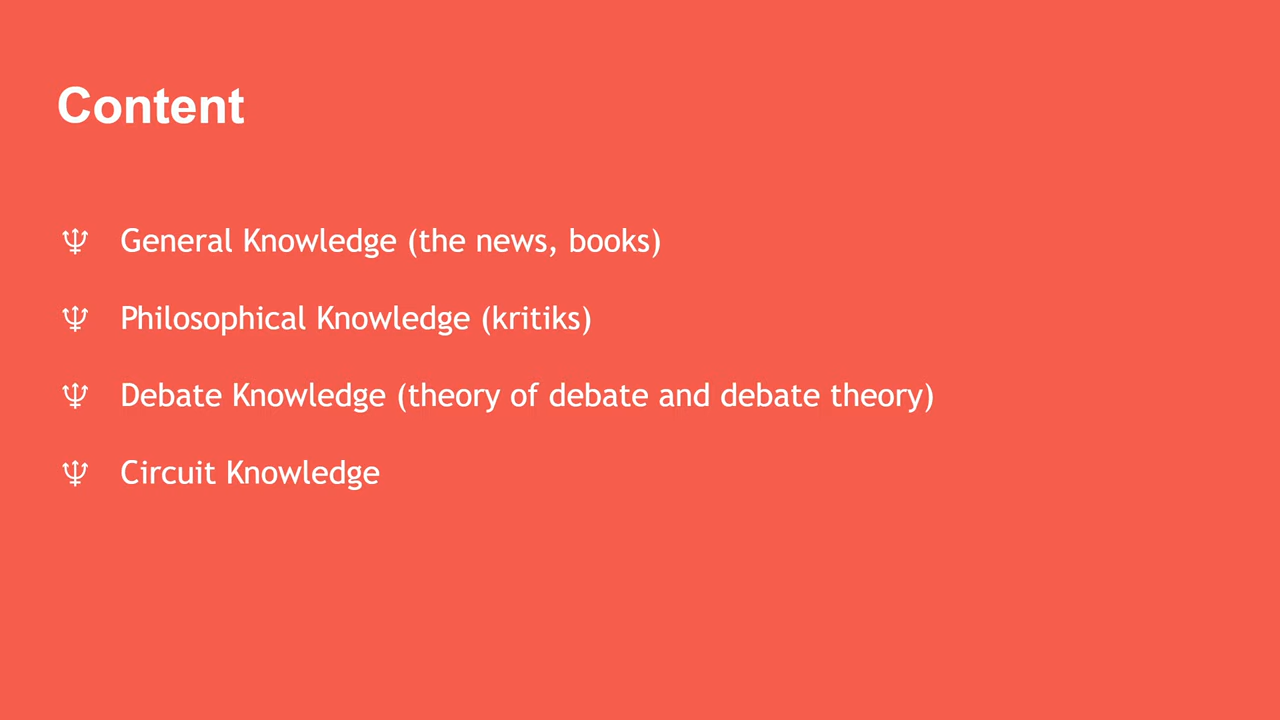 Content
♆ General Knowledge (the news, books)
♆ Philosophical Knowledge (kritiks)
♆ Debate Knowledge (theory of debate and debate theory)
♆ Circuit Knowledge